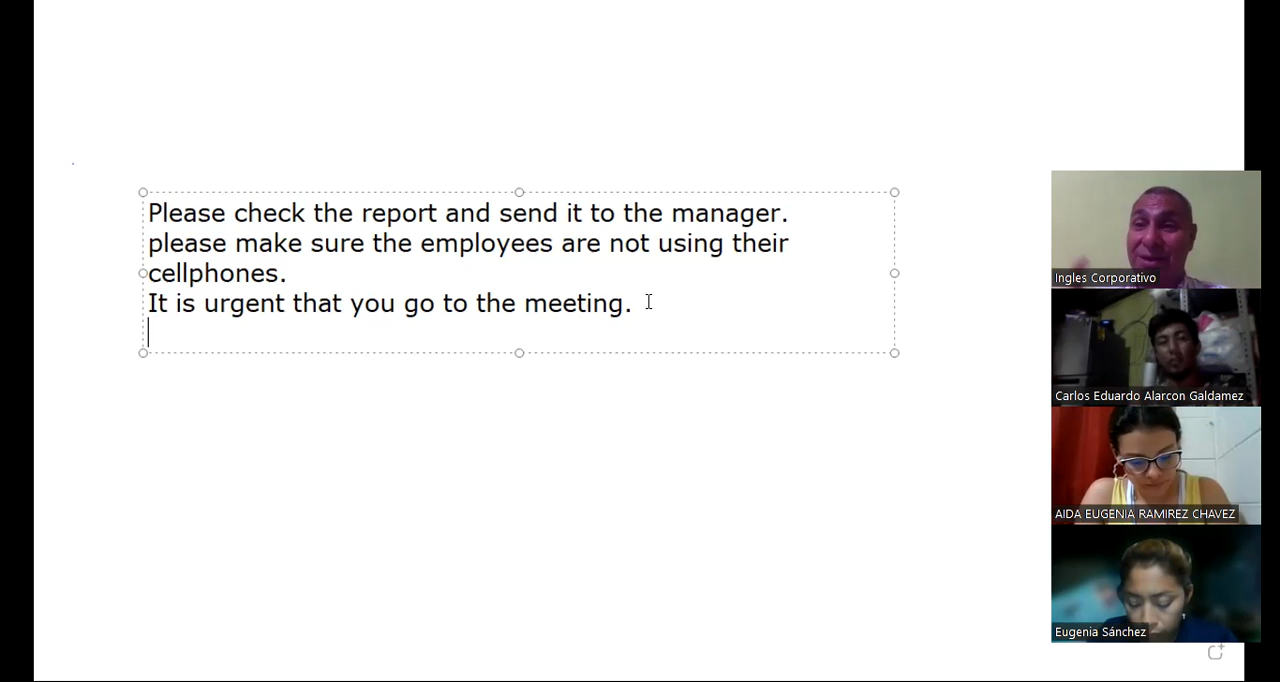 Please check the report and send it to the manager.
please make sure the employees are not using their
cellphones.
It is urgent that you go to the meeting.
Ingles Corporativo
Carlos Eduardo Alarcon Galdamez
AIDA EUGENIA RAMIREZ CHAVEZ
Eugenia Sánchez